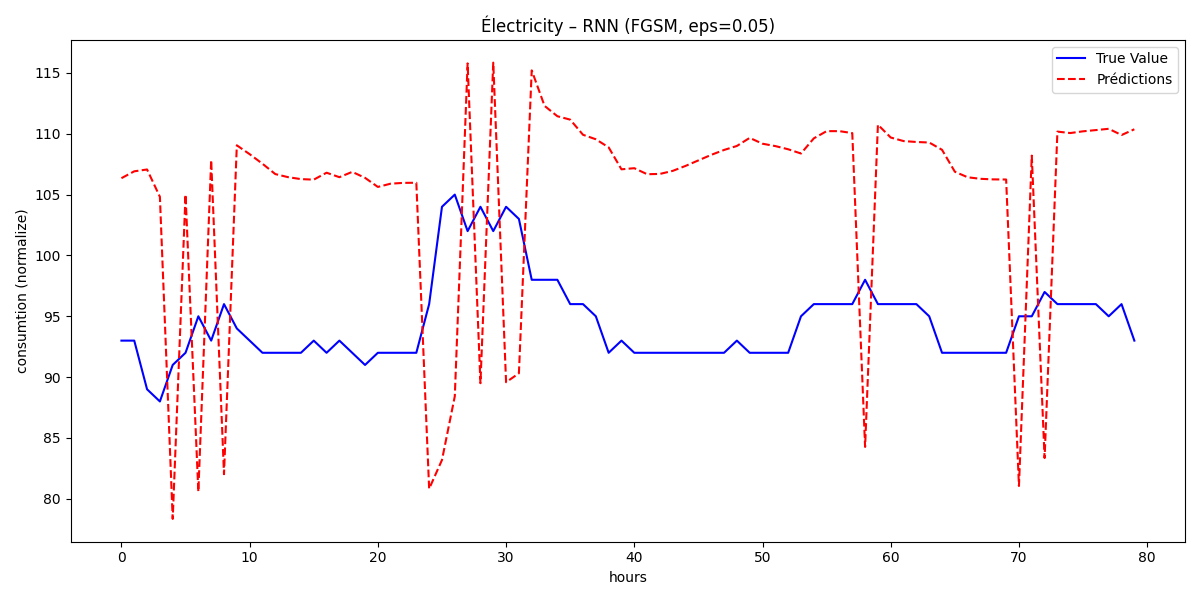 Électricity – RNN (FGSM, eps=0.05)
True Value
Prédictions
consumtion (normalize)
115
110
105
100
95
90
85
80
0 10 20 30 40 50 60 70 80
hours